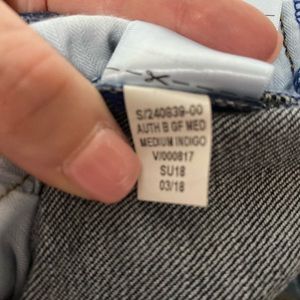 S/240839-00
AUTH B GF MED
MEDIUM INDIGO
V/000817
SU18
03/18